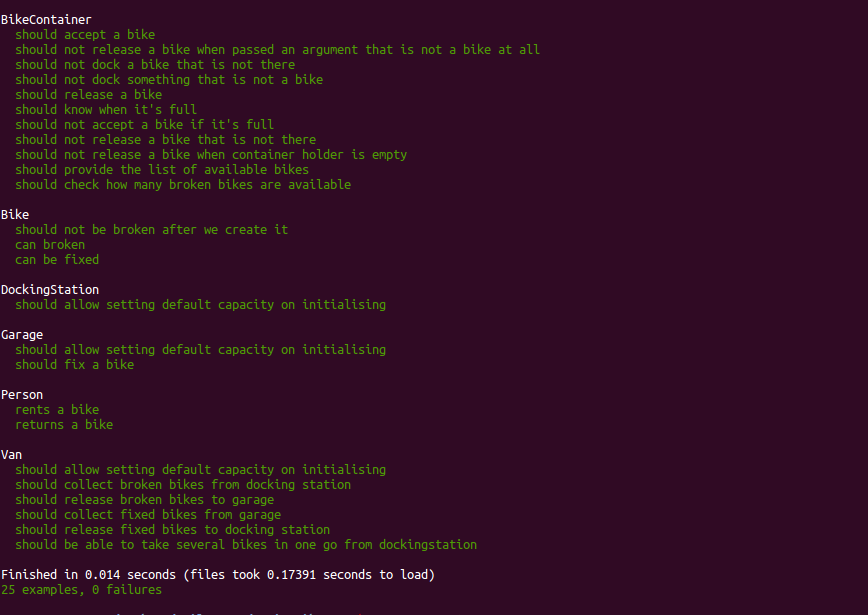 BikeContainer
should accept a bike
should not release a bike when passed an argument that is not a bike at all
should not dock a bike that is not there
should not dock something that is not a bike
should release a bike
should know when it's full
should not accept a bike if it's full
should not release a bike that is not there
should not release a bike when container holder is empty
should provide the list of available bikes
should check how many broken bikes are available
Bike
should not be broken after we create it
can broken
can be fixed
DockingStation
should allow setting default capacity on initialising
Garage
should allow setting default capacity on initialising
should fix a bike
Person
rents a bike
returns a bike
Van
should allow setting default capacity on initialising
should collect broken bikes from docking station
should release broken bikes to garage
should collect fixed bikes from garage
should release fixed bikes to docking station
should be able to take several bikes in one go from dockingstation
Finished in 0.014 seconds (files took 0.17391 seconds to load)
25 examples, 0 failures